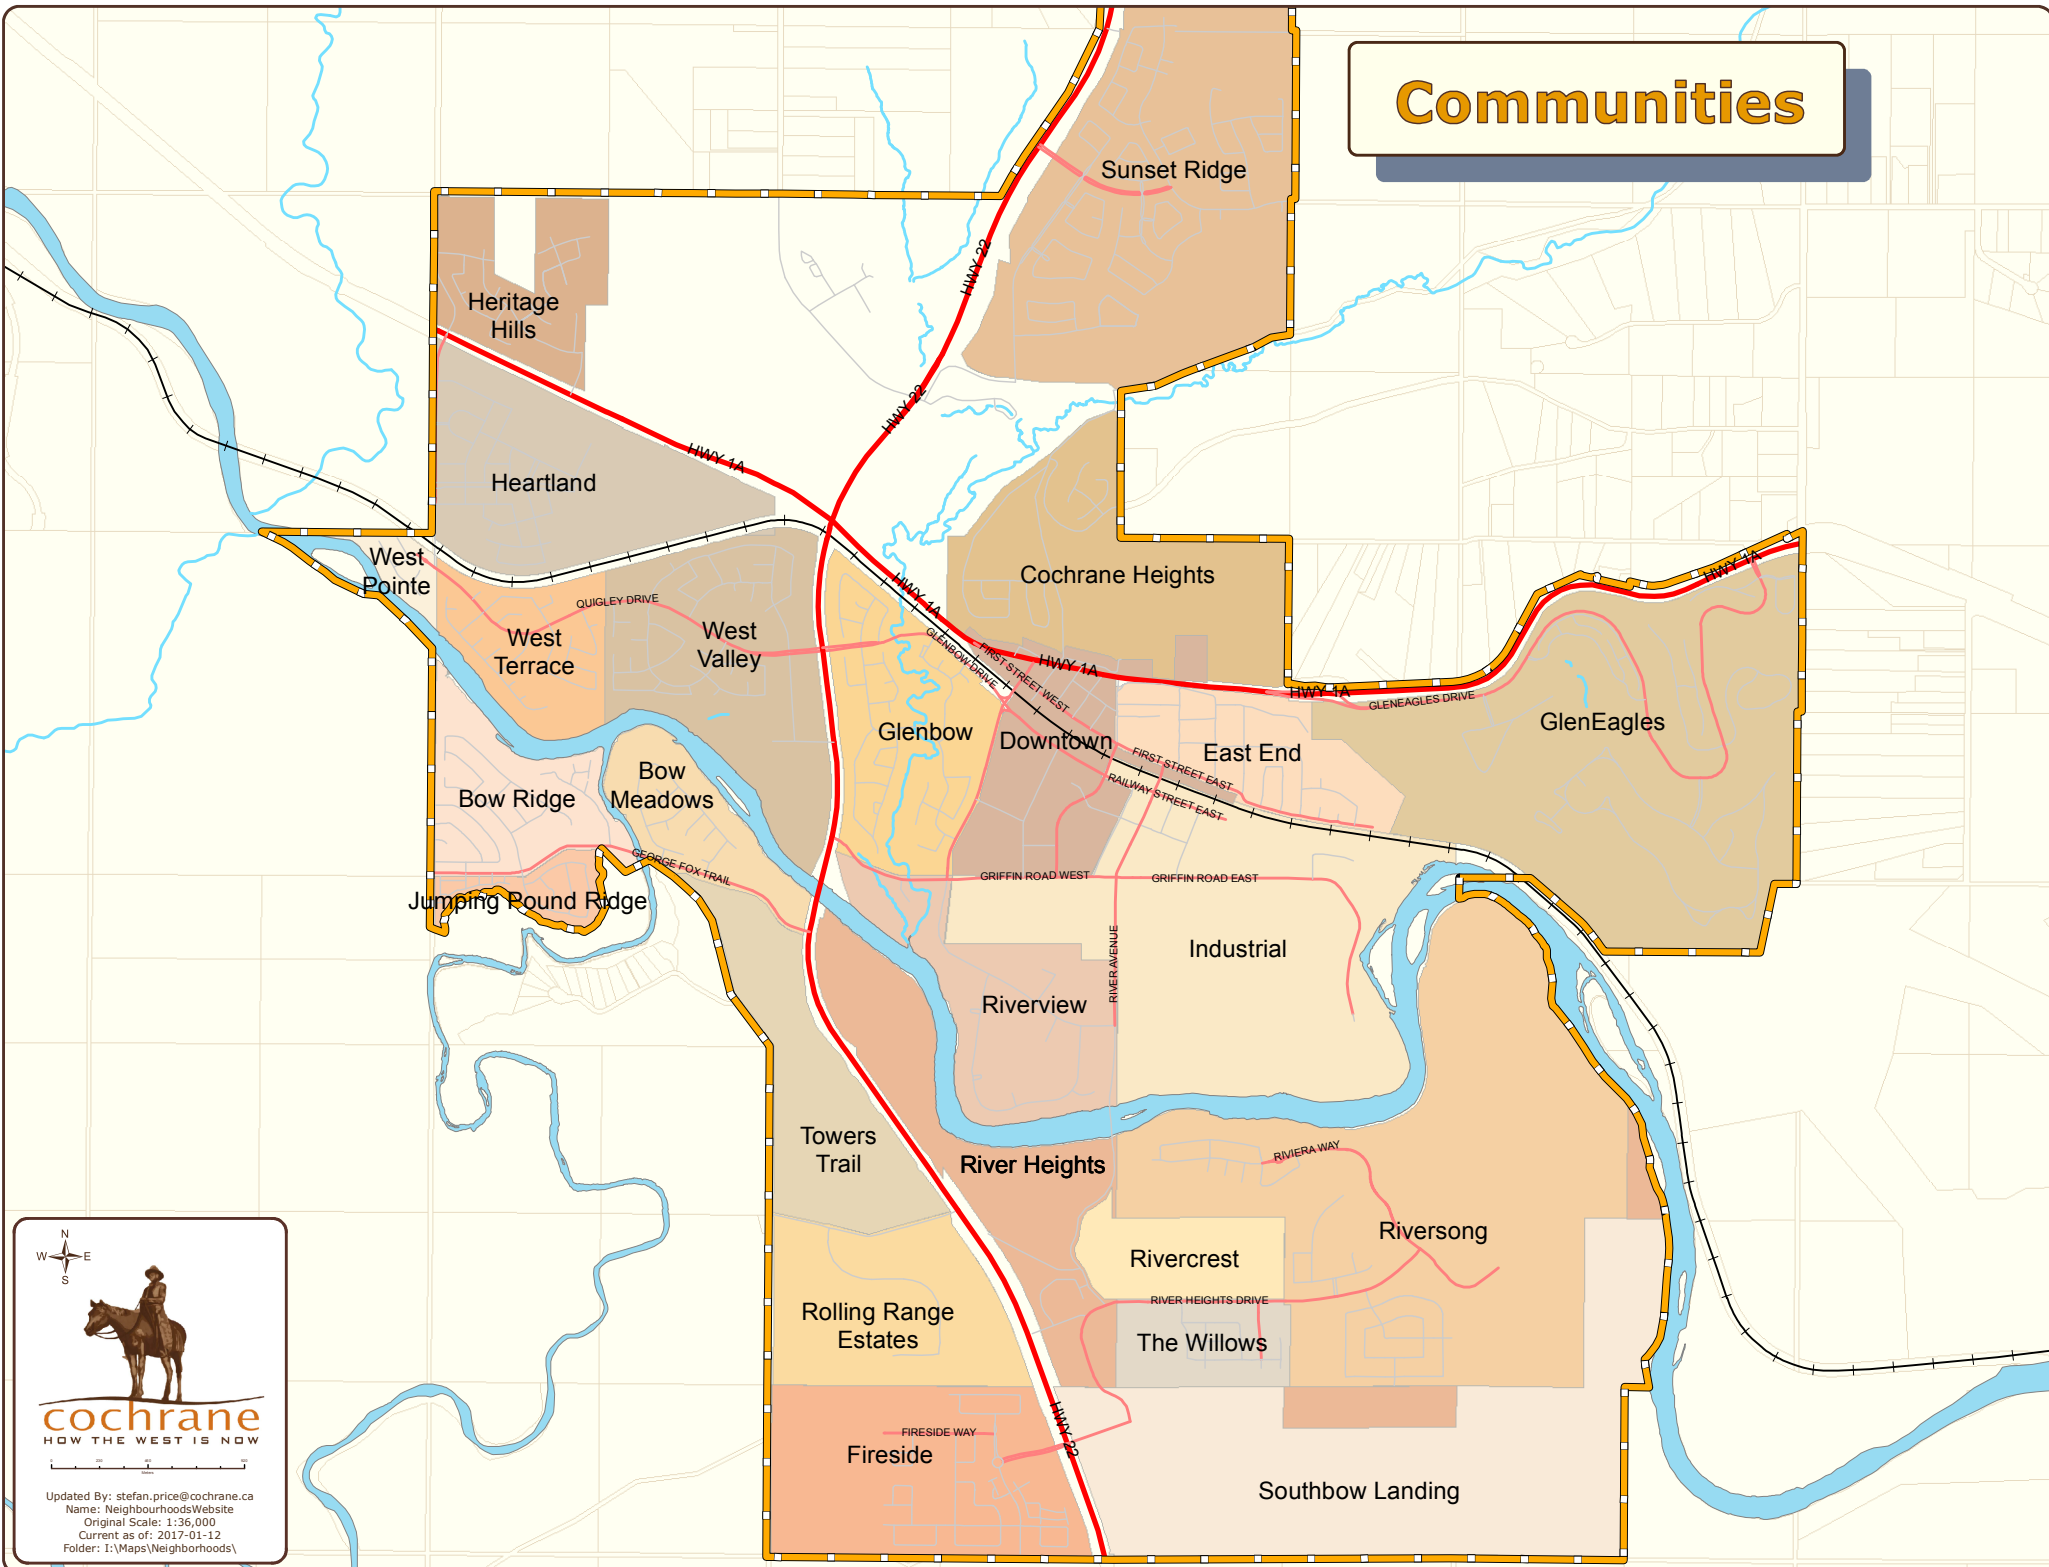 Communities
Sunset Ridge
HWY 22
Heritage
Hills
HWY 22
HWY 1A
Heartland
West
Pointe
HWY 1A
Cochrane Heights
HWY 1A
QUIGLEY DRIVE
West
Terrace
West
Valley
GLENBOW DRIVE
FIRST STREET WEST
HWY 1A
HWY 1A
GLENEAGLES DRIVE
GlenEagles
Glenbow
Downtown
East End
FIRST STREET EAST
RAILWAY STREET EAST
Bow
Meadows
Bow Ridge
GEORGE FOX TRAIL
GRIFFIN ROAD WEST
GRIFFIN ROAD EAST
Jumping Pound Ridge
RIVER AVENUE
Industrial
Riverview
Towers
Trail
River Heights
RIVIERA WAY
Riversong
Rivercrest
RIVER HEIGHTS DRIVE
Rolling Range
Estates
The Willows
HWY 22
FIRESIDE WAY
Fireside
Southbow Landing
N
W E
S
cochrane
HOW THE WEST IS NOW
Meters
Updated By: stefan.price@cochrane.ca
Name: NeighbourhoodsWebsite
Original Scale: 1:36,000
Current as of: 2017-01-12
Folder: I:\Maps\Neighborhoods\